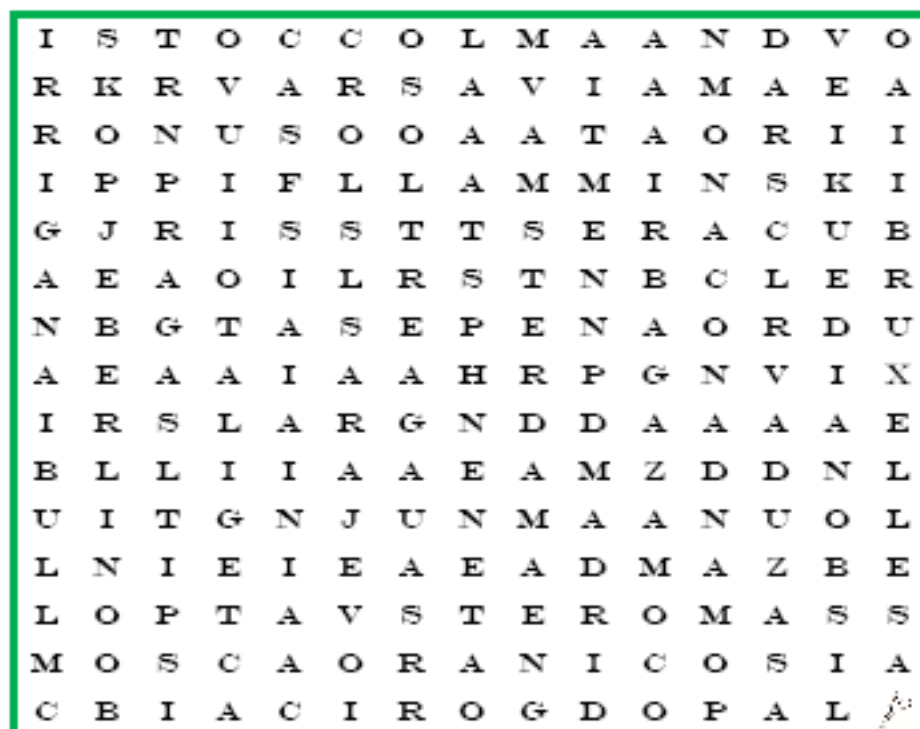 I S T O C C O L M A A N D V O
R K R V A R S A V I A M A E A
R O N U S O O A A T A O R I I
I P P I F L L A M M I N S K I
G J R I S S T T S E R A C U B
A E A O I L R S T N B C L E R
N B G T A S E P E N A O R D U
A E A A I A A H R P G N V I X
I R S L A R G N D D A A A A E
B L L I I A A E A M Z D D N L
U I T G N J U N M A A N U O L
L N I E I E A E A D M A Z B E
L O P T A V S T E R O M A S S
M O S C A O R A N I C O S I A
C B I A C I R O G D O P A L